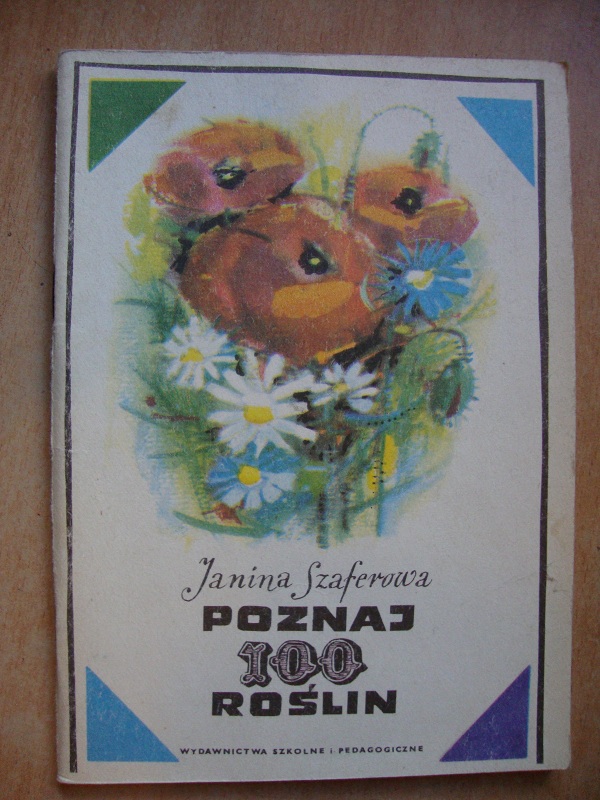 Janina Szaferowa
POZNAJ
100
ROŚLIN
WYDAWNICTWA SZKOLNE i PEDAGOGICZNE